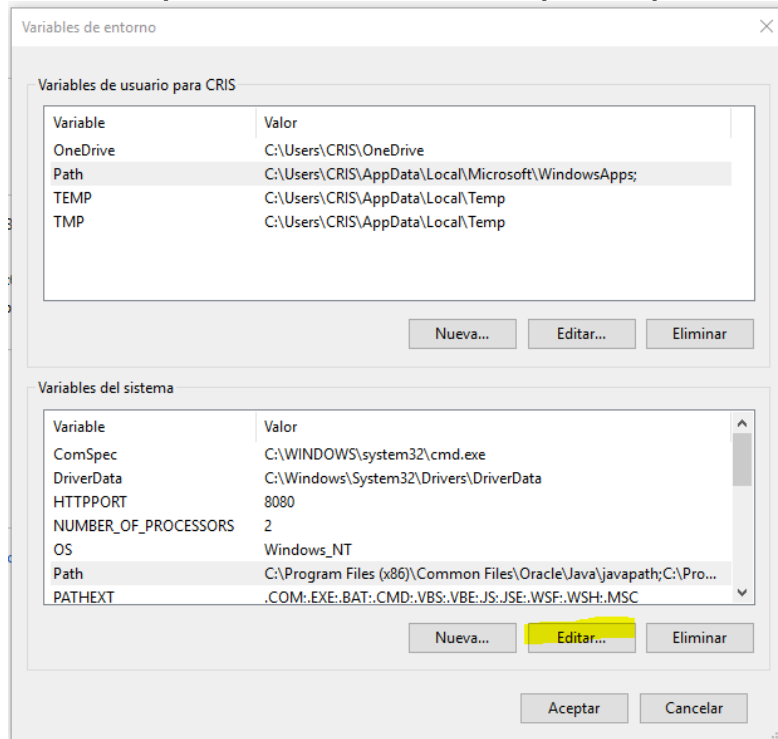 Variables de entorno
Variables de usuario para CRIS
Variable Valor
OneDrive C:\Users\CRIS\OneDrive
Path C:\Users\CRIS\AppData\Local\Microsoft\WindowsApps;
TEMP C:\Users\CRIS\AppData\Local\Temp
TMP C:\Users\CRIS\AppData\Local\Temp
Nueva... Editar... Eliminar
Variables del sistema
Variable Valor
ComSpec C:\WINDOWS\system32\cmd.exe
DriverData C:\Windows\System32\Drivers\DriverData
HTTPPORT 8080
NUMBER_OF_PROCESSORS 2
OS Windows_NT
Path C:\Program Files (x86)\Common Files\Oracle\Java\javapath;C:\Pro...
PATHEXT .COM;.EXE;.BAT;.CMD;.VBS;.VBE;.JS;.JSE;.WSF;.WSH;.MSC
Nueva... Editar... Eliminar
Aceptar Cancelar